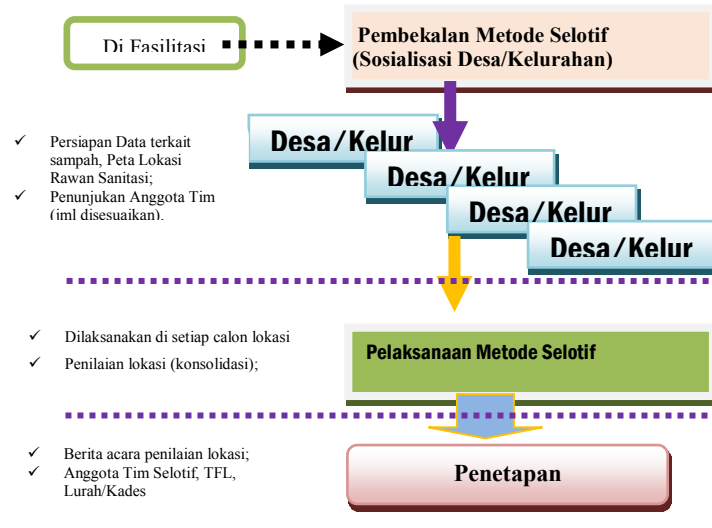 Di Fasilitasi
Pembekalan Metode Selotif
(Sosialisasi Desa/Kelurahan)
✓ Persiapan Data terkait
sampah, Peta Lokasi
Rawan Sanitasi;
✓ Penunjukan Anggota Tim
(jml disesuaikan).
Desa/Kelur
Desa/Kelur
Desa/Kelur
Desa/Kelur
✓ Dilaksanakan di setiap calon lokasi
✓ Penilaian lokasi (konsolidasi);
Pelaksanaan Metode Selotif
✓ Berita acara penilaian lokasi;
✓ Anggota Tim Selotif, TFL,
Lurah/Kades
Penetapan